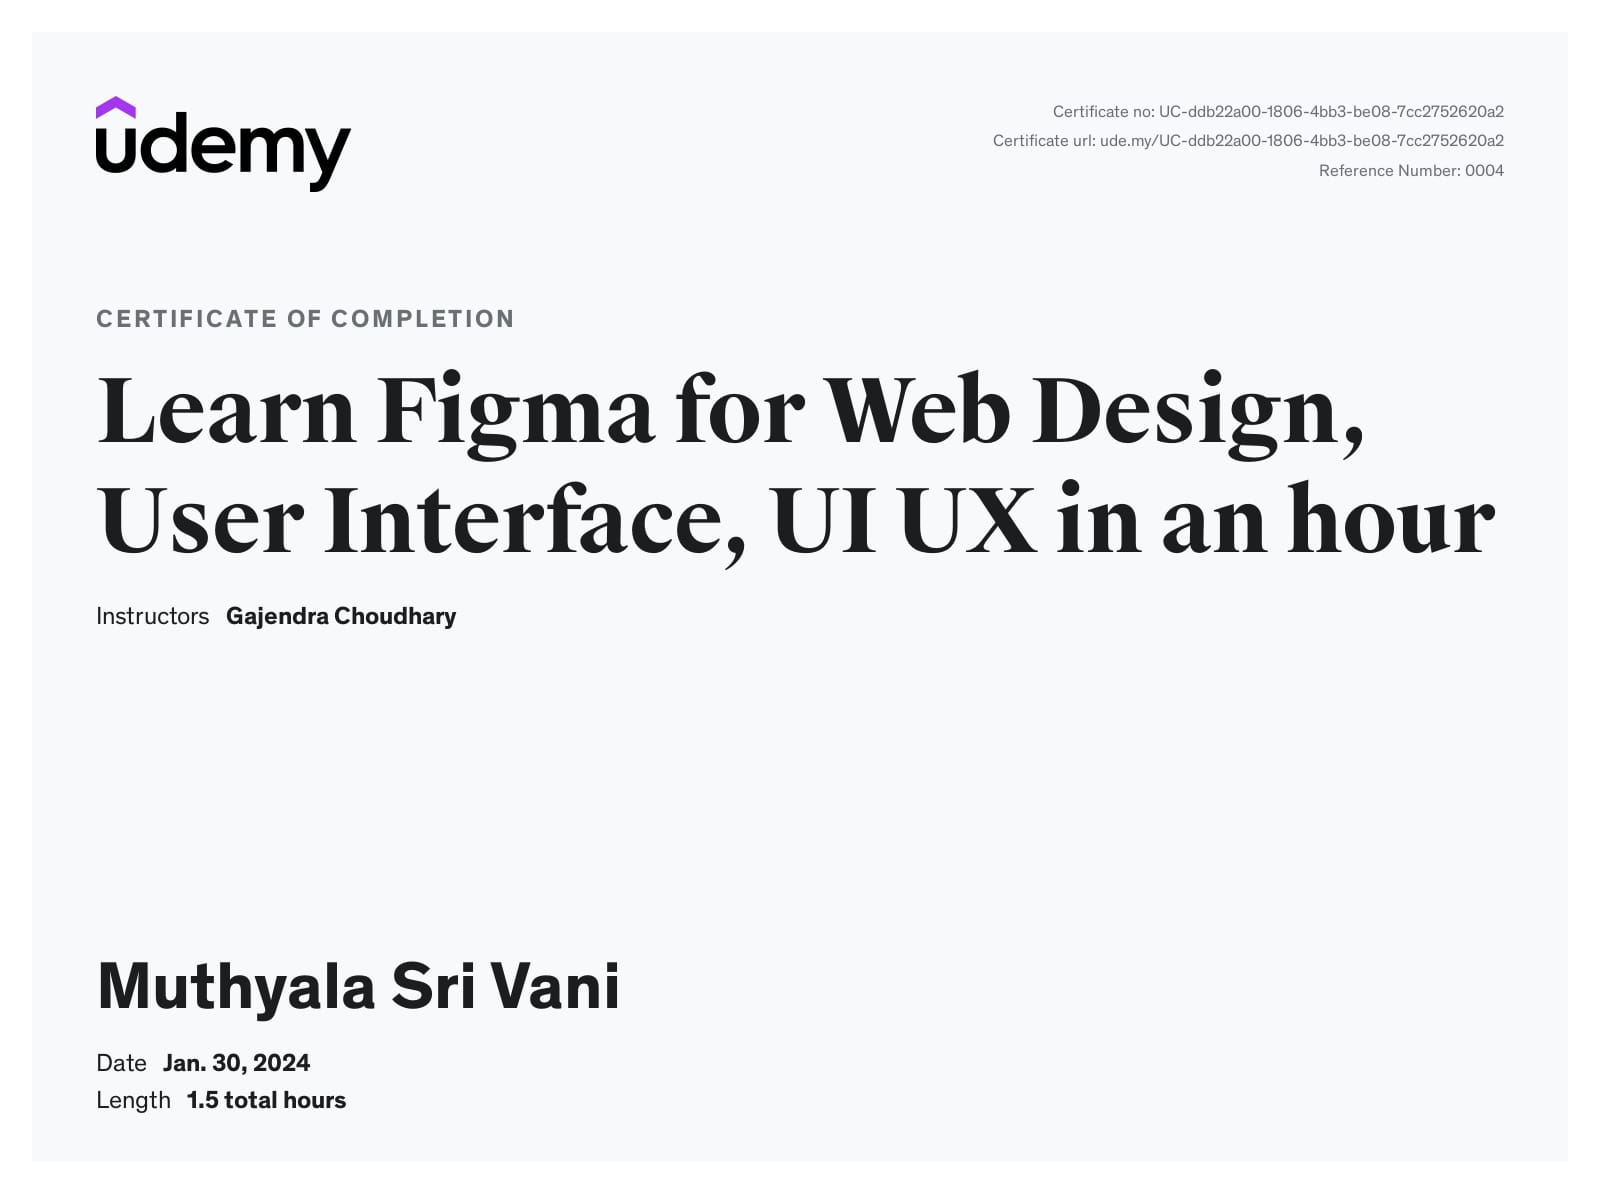 udemy
Certificate no: UC-ddb22a00-1806-4bb3-be08-7cc2752620a2
Certificate url: ude.my/UC-ddb22a00-1806-4bb3-be08-7cc2752620a2
Reference Number: 0004
CERTIFICATE OF COMPLETION
Learn Figma for Web Design,
User Interface, UI UX in an hour
Instructors Gajendra Choudhary
Muthyala Sri Vani
Date Jan. 30, 2024
Length 1.5 total hours